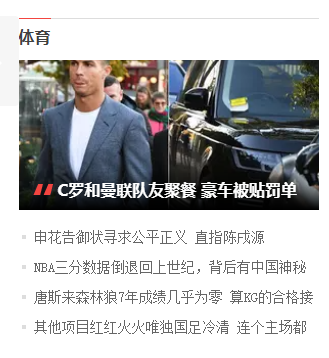 体育
C罗和曼联队友聚餐 豪车被贴罚单
申花告御状寻求公平正义 直指陈戌源
NBA三分数据倒退回上世纪，背后有中国神秘
唐斯来森林狼7年成绩几乎为零 算KG的合格接
其他项目红红火火唯独国足冷清 连个主场都